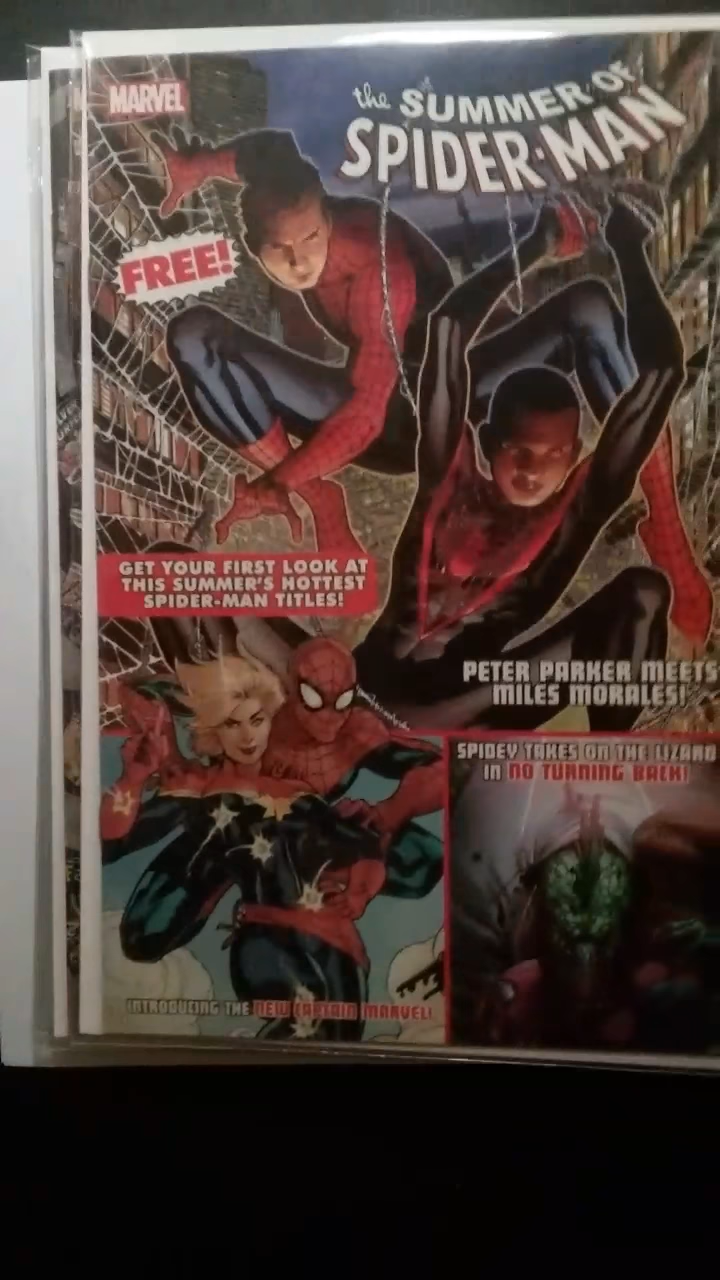 MARVEL
the SUMMER OF
SPIDER-MAN
FREE!
GET YOUR FIRST LOOK AT
THIS SUMMER'S HOTTEST
SPIDER-MAN TITLES!
PETER PARKER MEETS
MILES MORALES!
SPIDEY TAKES ON THE LIZARD
IN NO TURNING BACK!
INTRODUCING THE NEW CAPTAIN MARVEL!